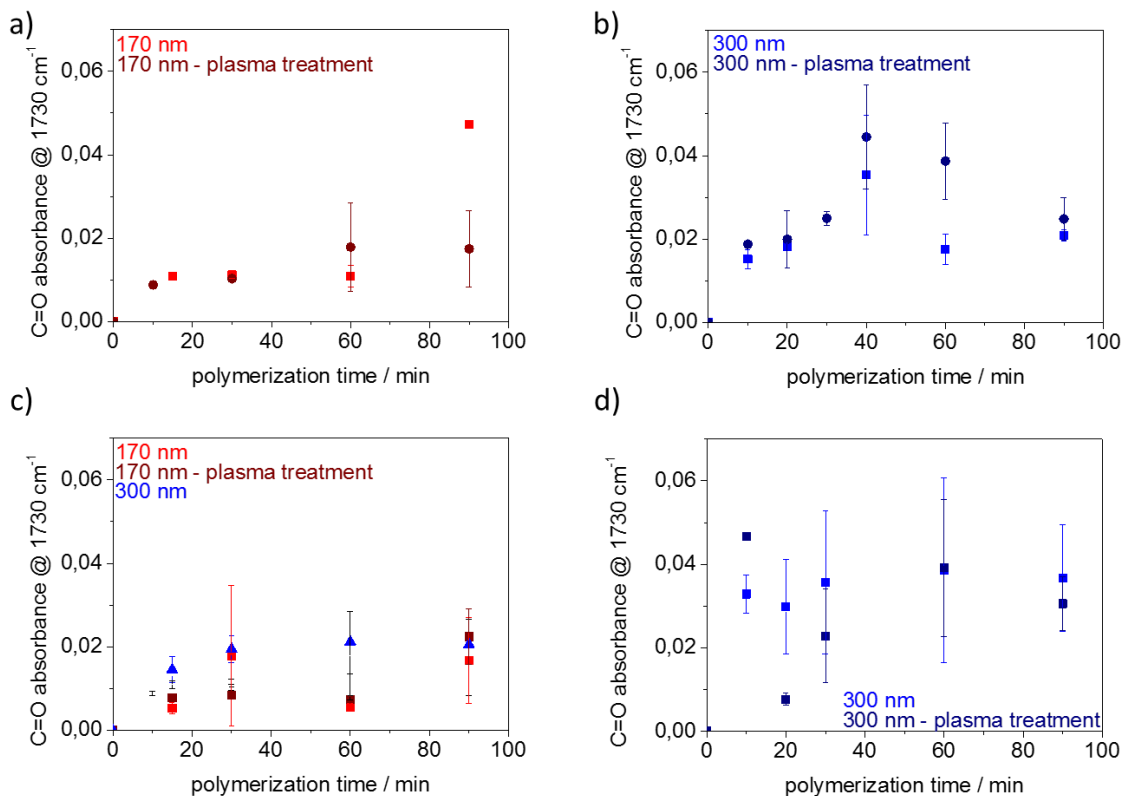 a)
170 nm
170 nm - plasma treatment
0,06
0,04
0,02
0,00
C=O absorbance @ 1730 cm⁻¹
0 20 40 60 80 100
polymerization time / min
b)
300 nm
300 nm - plasma treatment
0,06
0,04
0,02
0,00
C=O absorbance @ 1730 cm⁻¹
0 20 40 60 80 100
polymerization time / min
c)
170 nm
170 nm - plasma treatment
300 nm
0,06
0,04
0,02
0,00
C=O absorbance @ 1730 cm⁻¹
0 20 40 60 80 100
polymerization time / min
d)
0,06
0,04
0,02
0,00
C=O absorbance @ 1730 cm⁻¹
300 nm
300 nm - plasma treatment
0 20 40 60 80 100
polymerization time / min